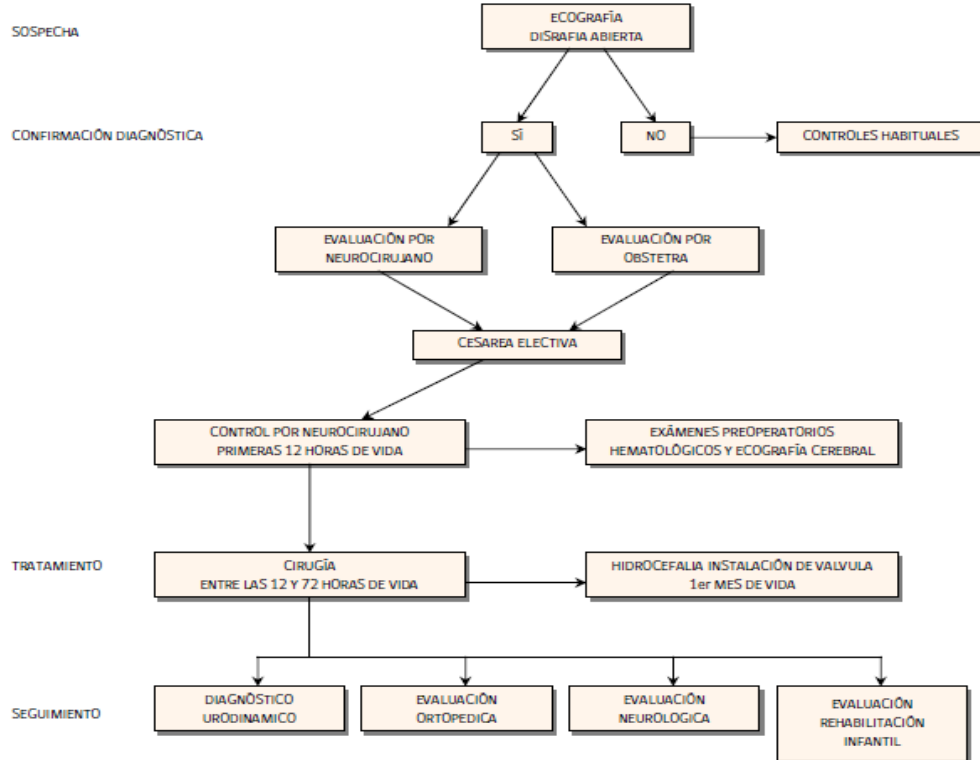 SOSPECHA
ECOGRAFÍA
DISRAFIA ABIERTA
CONFIRMACIÓN DIAGNÓSTICA
SÍ
NO
CONTROLES HABITUALES
EVALUACIÓN POR
NEUROCIRUJANO
EVALUACIÓN POR
OBSTETRA
CESAREA ELECTIVA
CONTROL POR NEUROCIRUJANO
PRIMERAS 12 HORAS DE VIDA
EXÁMENES PREOPERATORIOS
HEMATOLÓGICOS Y ECOGRAFÍA CEREBRAL
TRATAMIENTO
CIRUGÍA
ENTRE LAS 12 Y 72 HORAS DE VIDA
HIDROCEFALIA INSTALACIÓN DE VALVULA
1er MES DE VIDA
SEGUIMIENTO
DIAGNÓSTICO
URODINAMICO
EVALUACIÓN
ORTOPEDICA
EVALUACIÓN
NEUROLOGICA
EVALUACIÓN
REHABILITACIÓN
INFANTIL